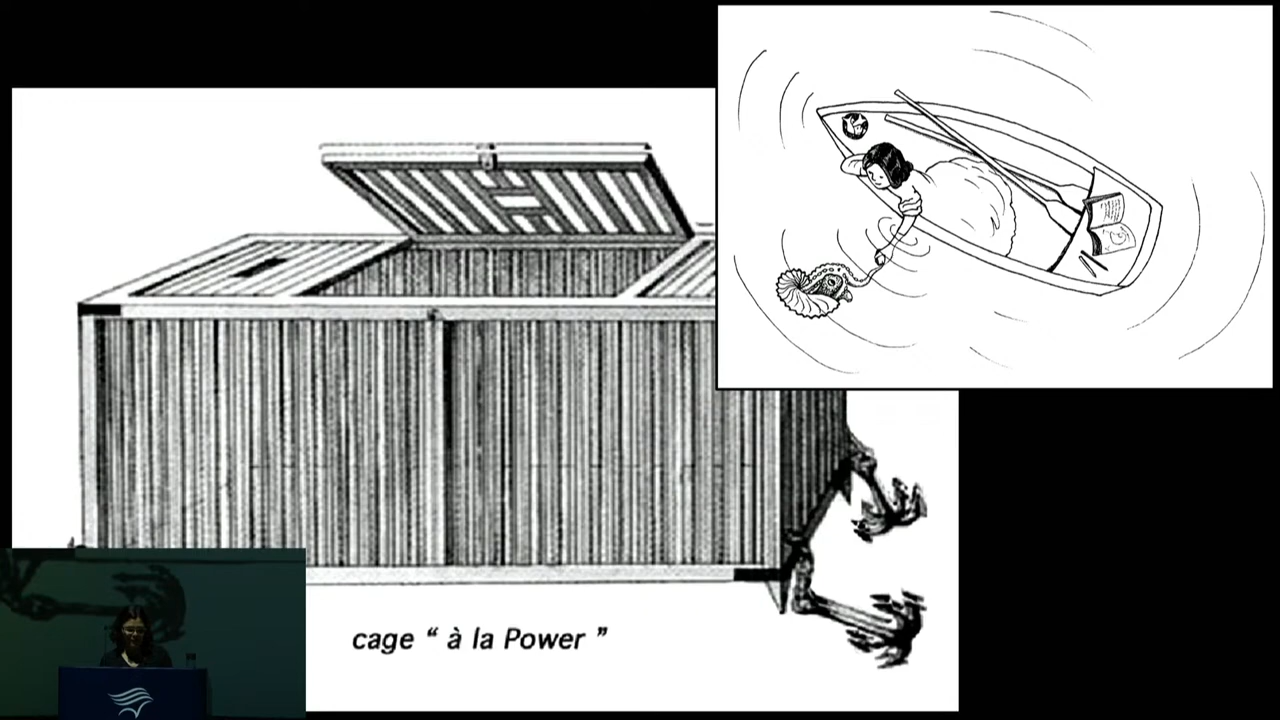 cage “ à la Power ”